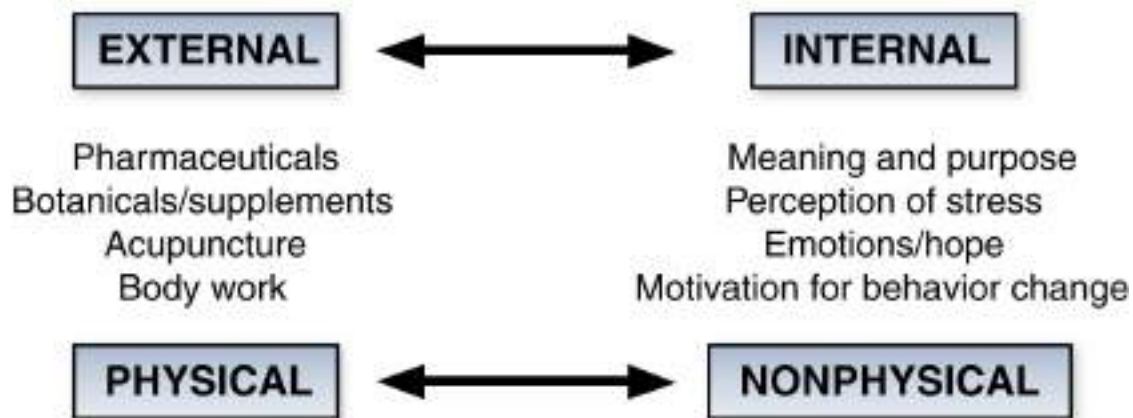 EXTERNAL
INTERNAL
Pharmaceuticals
Botanicals/supplements
Acupuncture
Body work
Meaning and purpose
Perception of stress
Emotions/hope
Motivation for behavior change
PHYSICAL
NONPHYSICAL